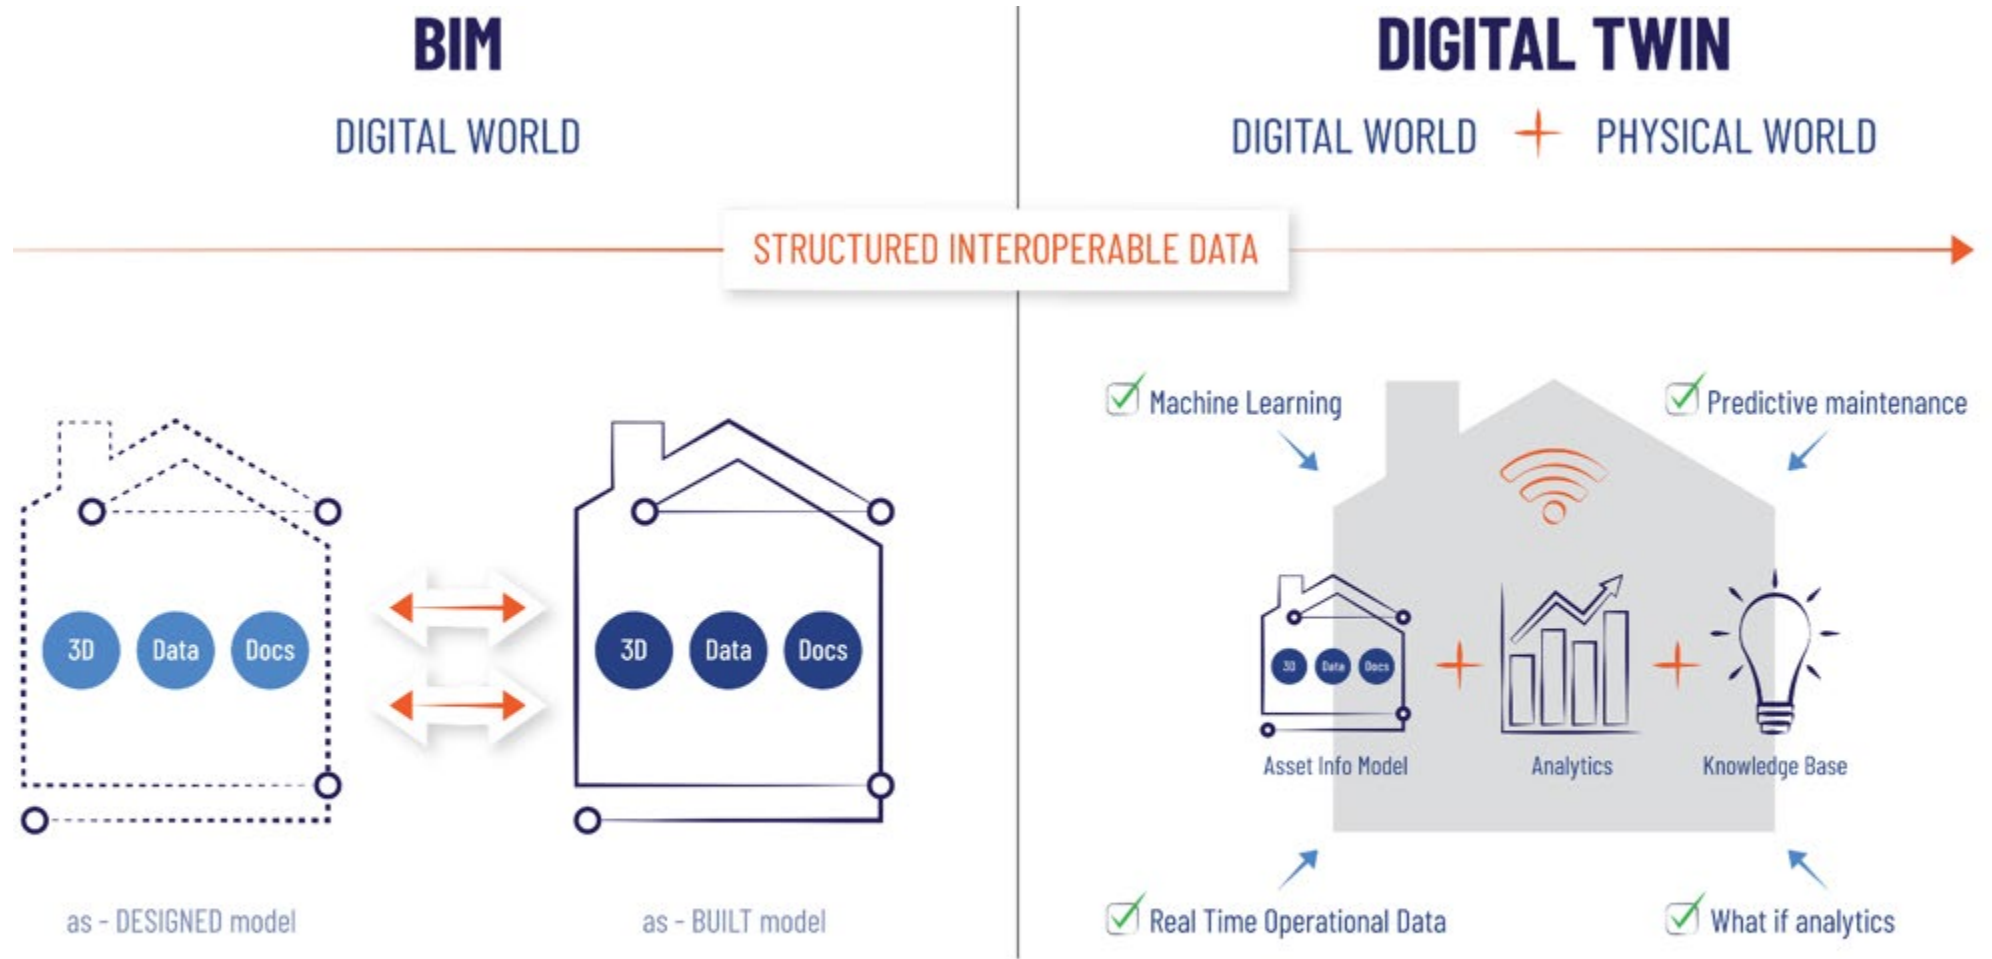 BIM
DIGITAL WORLD
DIGITAL TWIN
DIGITAL WORLD + PHYSICAL WORLD
STRUCTURED INTEROPERABLE DATA
3D Data Docs
as - DESIGNED model
3D Data Docs
as - BUILT model
Machine Learning
Predictive maintenance
3D Data Docs
Asset Info Model
+
Analytics
+
Knowledge Base
Real Time Operational Data
What if analytics